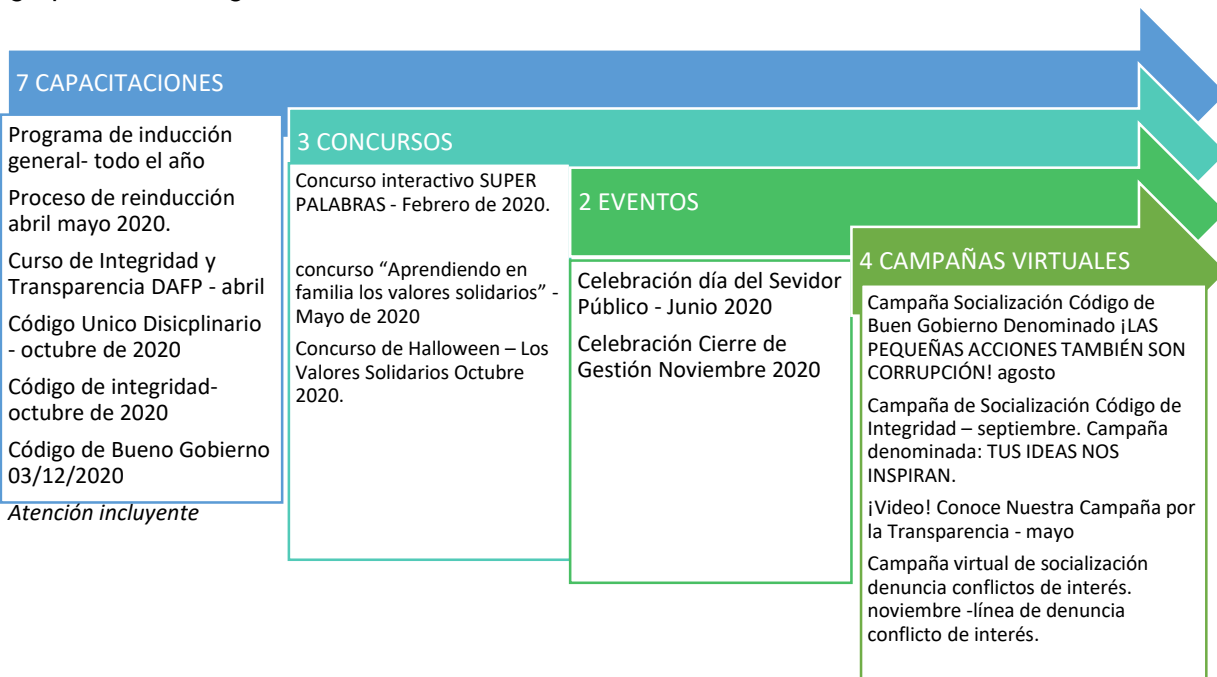 7 CAPACITACIONES
Programa de inducción
general- todo el año
Proceso de reinducción
abril mayo 2020.
Curso de Integridad y
Transparencia DAFP - abril
Código Unico Disicplinario
- octubre de 2020
Código de integridad-
octubre de 2020
Código de Bueno Gobierno
03/12/2020
Atención incluyente
3 CONCURSOS
Concurso interactivo SUPER
PALABRAS - Febrero de 2020.
concurso “Aprendiendo en
familia los valores solidarios” -
Mayo de 2020
Concurso de Halloween – Los
Valores Solidarios Octubre
2020.
2 EVENTOS
Celebración día del Sevidor
Público - Junio 2020
Celebración Cierre de
Gestión Noviembre 2020
4 CAMPAÑAS VIRTUALES
Campaña Socialización Código de
Buen Gobierno Denominado ¡LAS
PEQUEÑAS ACCIONES TAMBIÉN SON
CORRUPCIÓN! agosto
Campaña de Socialización Código de
Integridad – septiembre. Campaña
denominada: TUS IDEAS NOS
INSPIRAN.
¡Video! Conoce Nuestra Campaña por
la Transparencia - mayo
Campaña virtual de socialización
denuncia conflictos de interés.
noviembre -línea de denuncia
conflicto de interés.